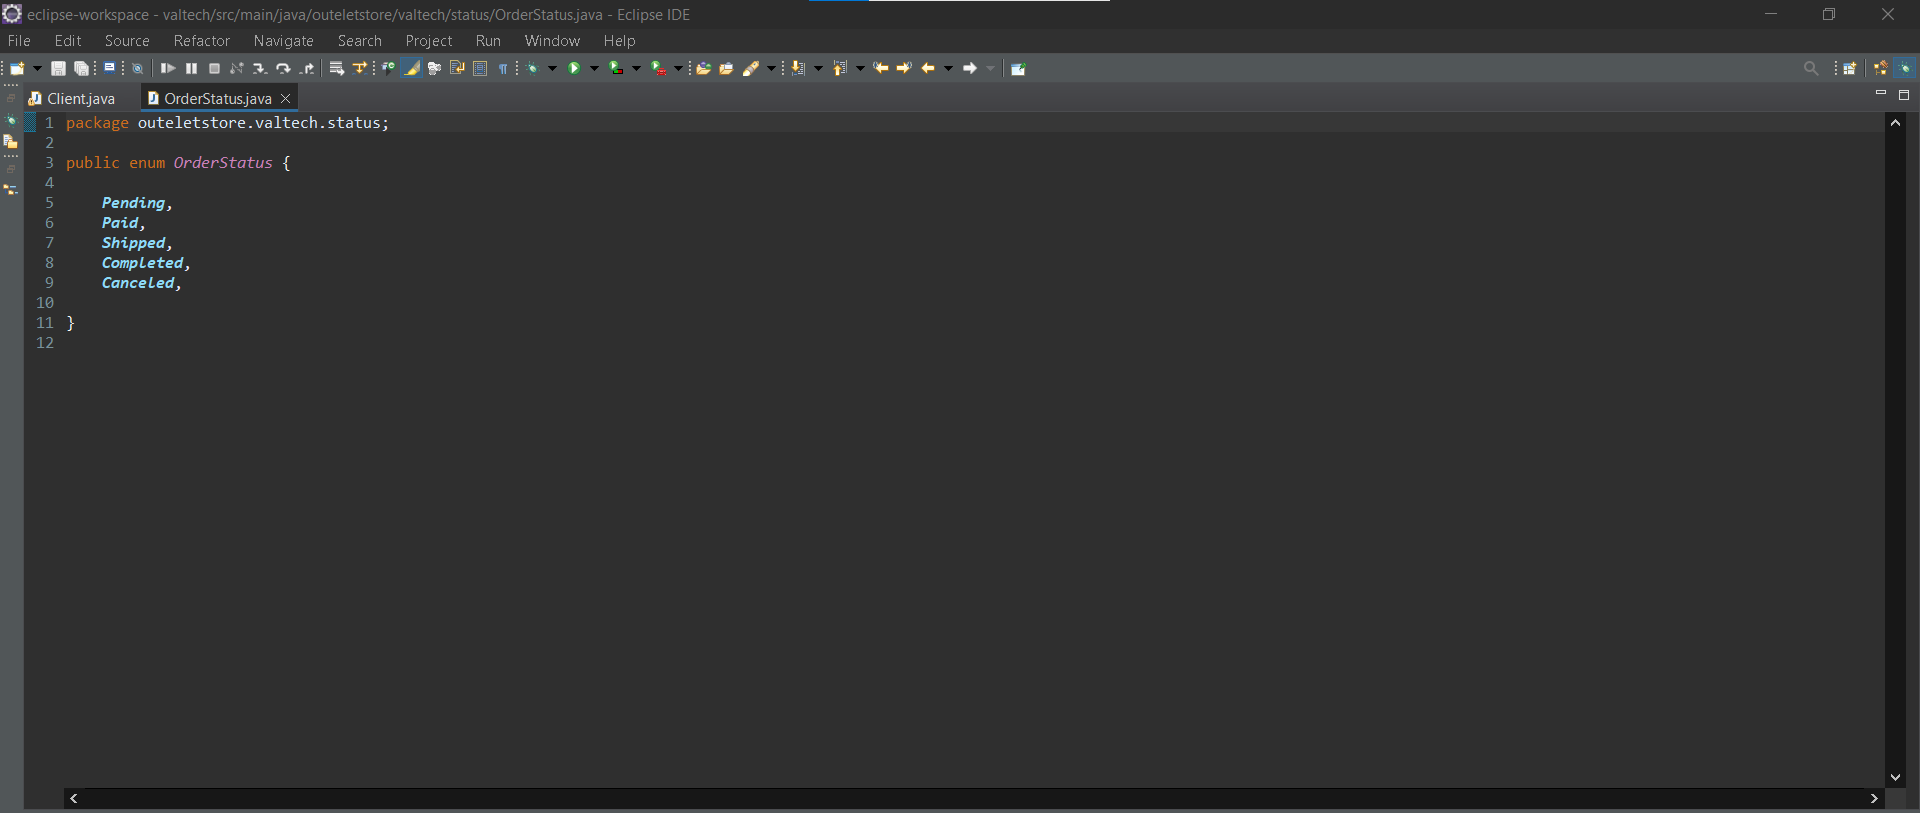 eclipse-workspace - valtech/src/main/java/outeletstore/valtech/status/OrderStatus.java - Eclipse IDE
File Edit Source Refactor Navigate Search Project Run Window Help
Client.java OrderStatus.java
1 package outeletstore.valtech.status;
2
3 public enum OrderStatus {
4
5 Pending,
6 Paid,
7 Shipped,
8 Completed,
9 Canceled,
10
11 }
12